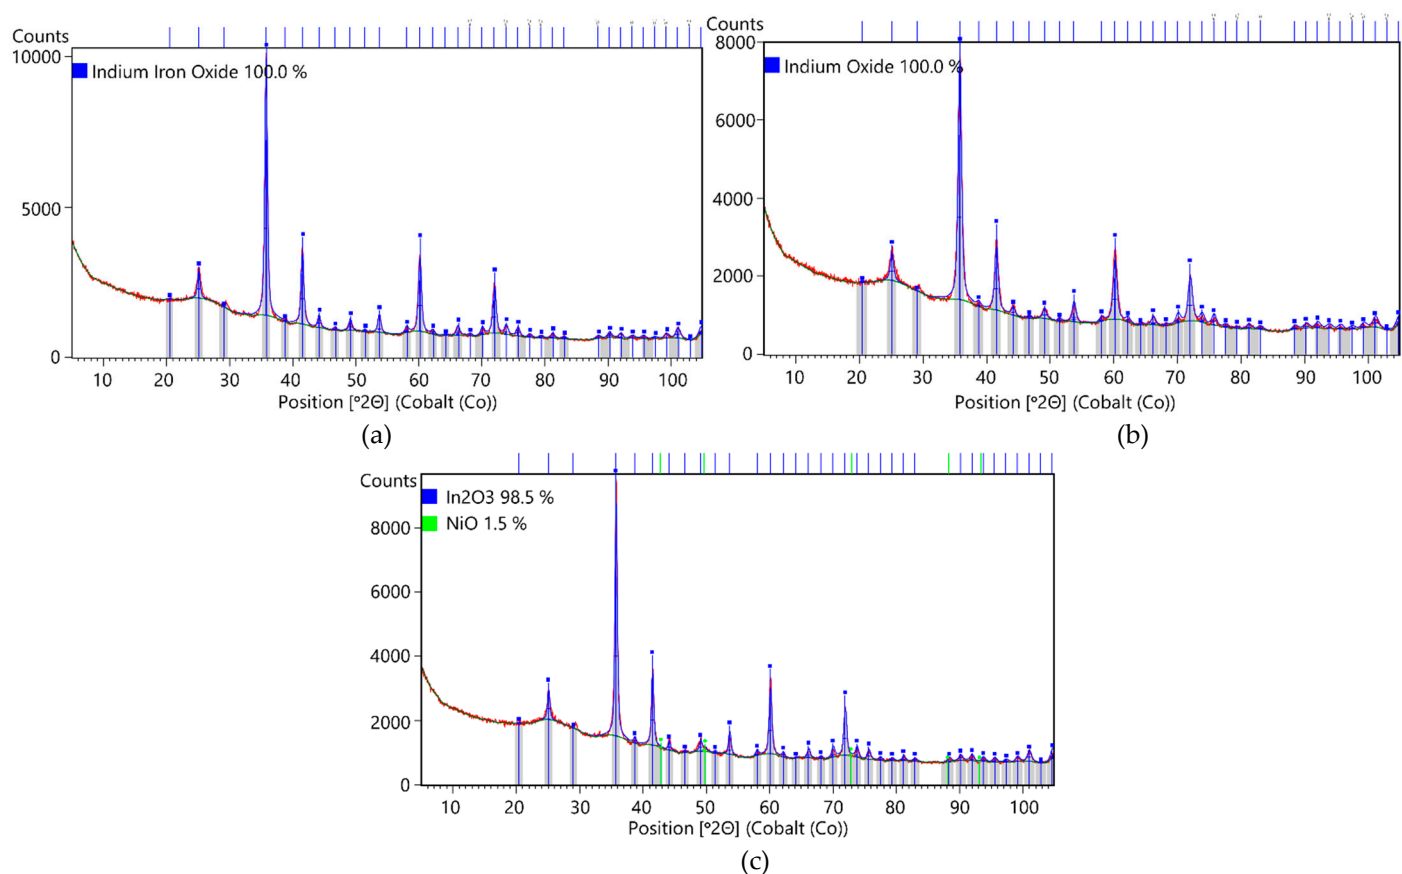 Counts
10000
Indium Iron Oxide 100.0 %
5000
0
10 20 30 40 50 60 70 80 90 100
Position [°2Θ] (Cobalt (Co))
(a)
Counts
8000
Indium Oxide 100.0 %
6000
4000
2000
0
10 20 30 40 50 60 70 80 90 100
Position [°2Θ] (Cobalt (Co))
(b)
Counts
In2O3 98.5 %
NiO 1.5 %
8000
6000
4000
2000
0
10 20 30 40 50 60 70 80 90 100
Position [°2Θ] (Cobalt (Co))
(c)